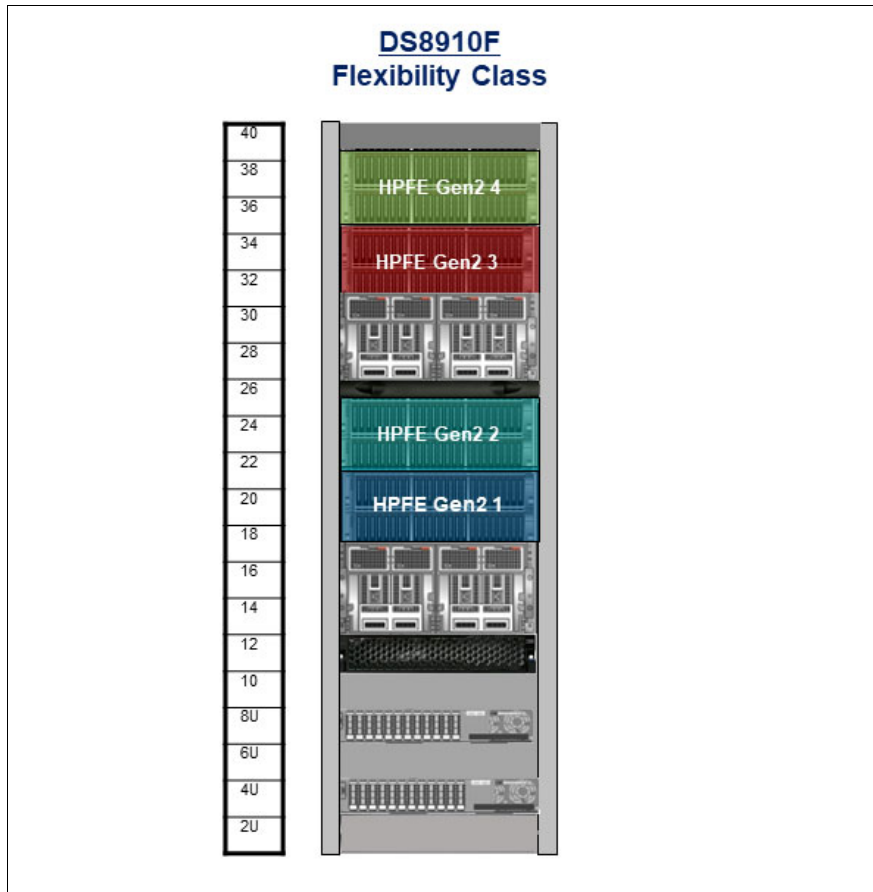 DS8910F
Flexibility Class
40
38
HPFE Gen2 4
36
34
HPFE Gen2 3
32
30
28
26
24
HPFE Gen2 2
22
20
HPFE Gen2 1
18
16
14
12
10
8U
6U
4U
2U